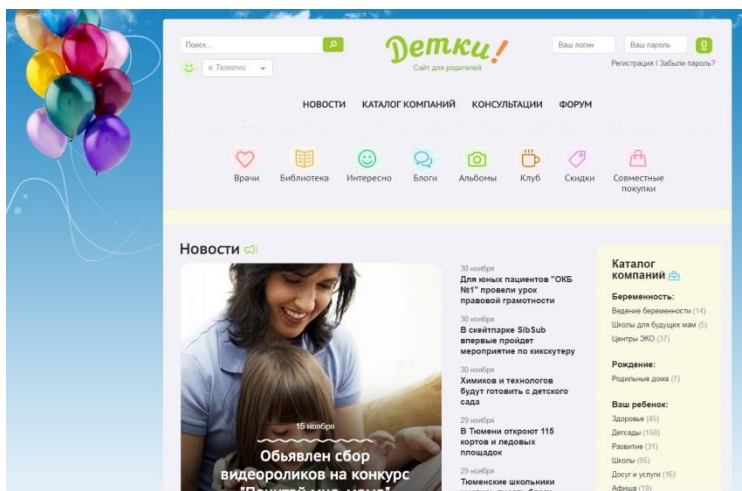 Поиск...
Детки!
Сайт для родителей
Ваш логин
Ваш пароль
в Тюмени
Регистрация | Забыли пароль?
НОВОСТИ КАТАЛОГ КОМПАНИЙ КОНСУЛЬТАЦИИ ФОРУМ
Врачи
Библиотека
Интересно
Блоги
Альбомы
Клуб
Скидки
Совместные
покупки
Новости
15 ноября
Объявлен сбор
видеороликов на конкурс
30 ноября
Для юных пациентов "ОКБ
№1" провели урок
правовой грамотности
30 ноября
В скейтпарке SibSub
впервые пройдет
мероприятие по кикскутеру
30 ноября
Химиков и технологов
будут готовить с детского
сада
29 ноября
В Тюмени откроют 115
кортов и ледовых
площадок
29 ноября
Тюменские школьники
Каталог
компаний
Беременность:
Ведение беременности (14)
Школы для будущих мам (5)
Центры ЭКО (37)
Рождение:
Родильные дома (7)
Ваш ребенок:
Здоровье (45)
Детсады (158)
Развитие (31)
Школы (85)
Досуг и услуги (16)
Афиша (19)